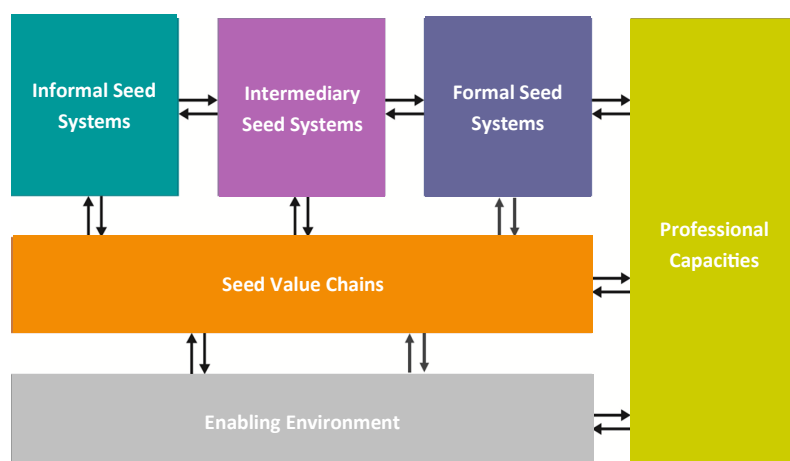 Informal Seed
Systems
Intermediary
Seed Systems
Formal Seed
Systems
Professional
Capacities
Seed Value Chains
Enabling Environment